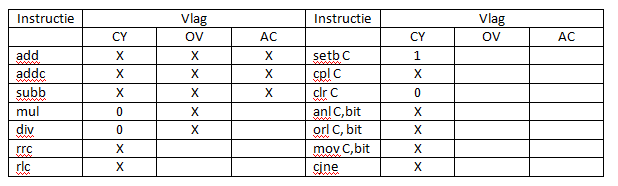 Instructie Vlag Instructie Vlag
CY OV AC CY OV AC
add X X X setb C 1
addc X X X cpl C X
subb X X X clr C 0
mul 0 X anl C,bit X
div 0 X orl C, bit X
rrc X mov C,bit X
rlc X cjne X